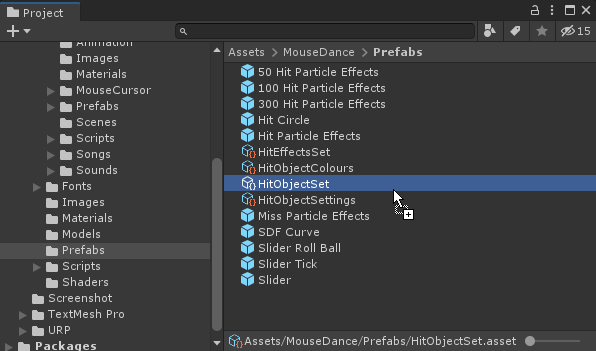 Project
15
Animation
Images
Materials
MouseCursor
Prefabs
Scenes
Scripts
Songs
Sounds
Fonts
Images
Materials
Models
Prefabs
Scripts
Shaders
Screenshot
TextMesh Pro
URP
Packages
Assets > MouseDance > Prefabs
50 Hit Particle Effects
100 Hit Particle Effects
300 Hit Particle Effects
Hit Circle
Hit Particle Effects
HitEffectsSet
HitObjectColours
HitObjectSet
HitObjectSettings
Miss Particle Effects
SDF Curve
Slider Roll Ball
Slider Tick
Slider
Assets/MouseDance/Prefabs/HitObjectSet.asset